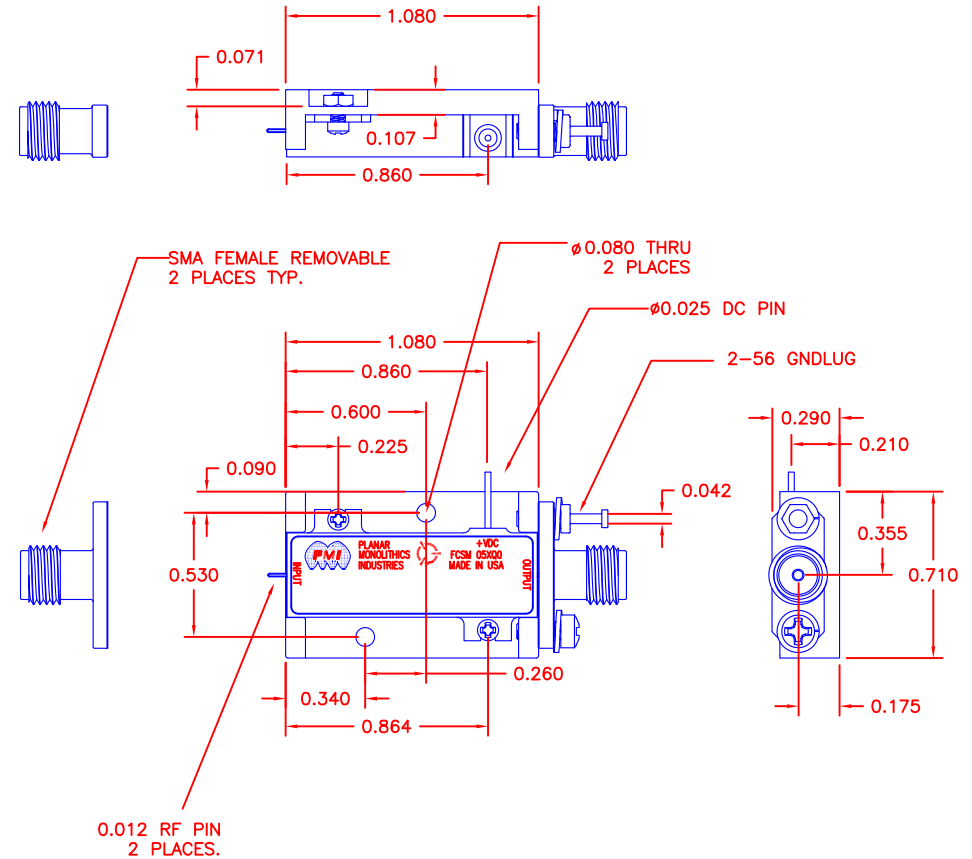 1.080
0.071
0.107
0.860
SMA FEMALE REMOVABLE
2 PLACES TYP.
ø0.080 THRU
2 PLACES
ø0.025 DC PIN
1.080
0.860
2-56 GNDLUG
0.600
0.290
0.225
0.210
0.090
0.042
0.355
0.530
0.710
PMI
PLANAR
MONOLITHICS
INDUSTRIES
+VDC
FCSM 05XQ0
MADE IN USA
INPUT
OUTPUT
0.260
0.340
0.175
0.864
0.012 RF PIN
2 PLACES.